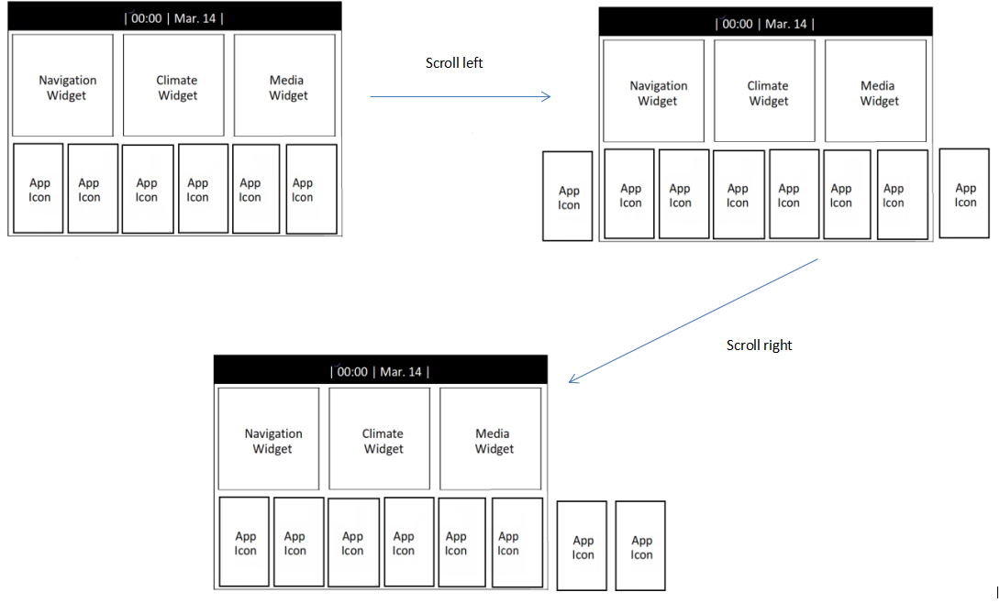 | 00:00 | Mar. 14 |
Navigation
Widget
Climate
Widget
Media
Widget
App
Icon
App
Icon
App
Icon
App
Icon
App
Icon
App
Icon
Scroll left
| 00:00 | Mar. 14 |
Navigation
Widget
Climate
Widget
Media
Widget
App
Icon
App
Icon
App
Icon
App
Icon
App
Icon
App
Icon
App
Icon
App
Icon
Scroll right
| 00:00 | Mar. 14 |
Navigation
Widget
Climate
Widget
Media
Widget
App
Icon
App
Icon
App
Icon
App
Icon
App
Icon
App
Icon
App
Icon
App
Icon